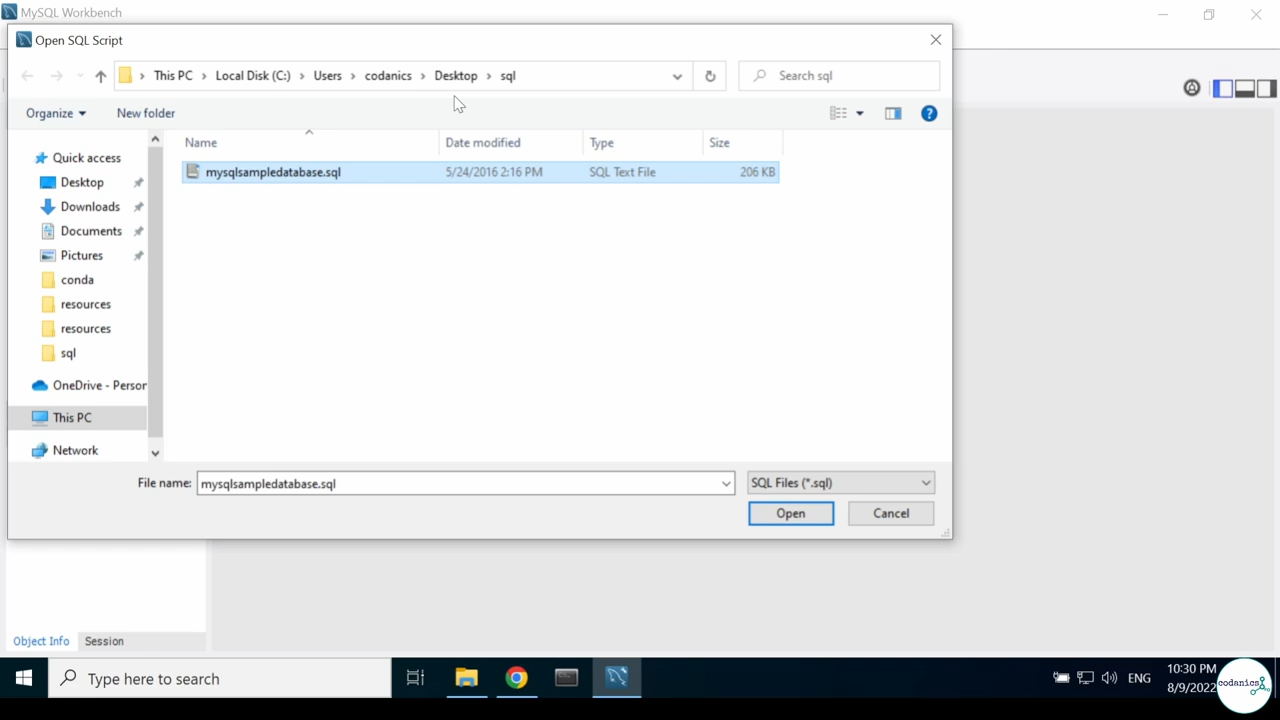 MySQL Workbench
Open SQL Script
This PC > Local Disk (C:) > Users > codanics > Desktop > sql
Search sql
Organize
New folder
Name Date modified Type Size
mysqlsampledatabase.sql 5/24/2016 2:16 PM SQL Text File 206 KB
Quick access
Desktop
Downloads
Documents
Pictures
conda
resources
resources
sql
OneDrive - Person
This PC
Network
File name: mysqlsampledatabase.sql
SQL Files (*.sql)
Open
Cancel
Object Info
Session
Type here to search
ENG
10:30 PM
8/9/2022
codanics